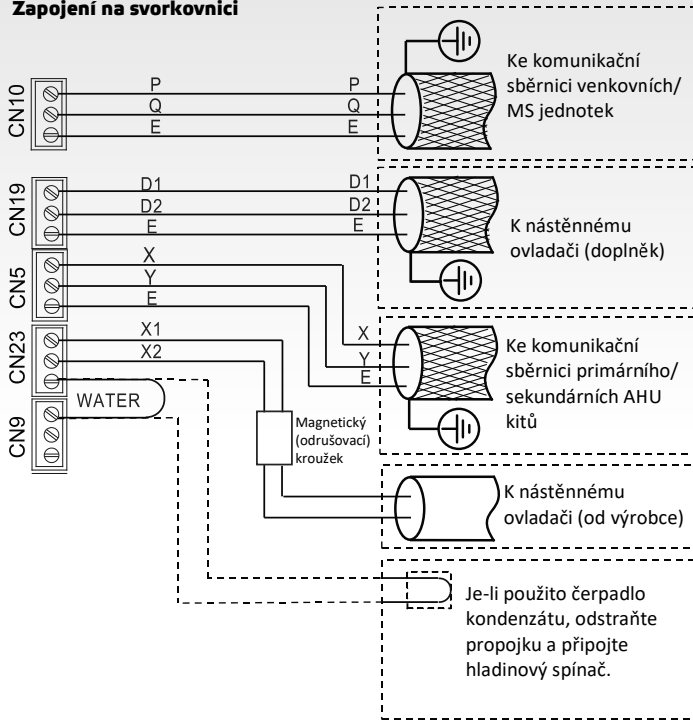 Zapojení na svorkovnici
CN10
P
Q
E
P
Q
E
Ke komunikační
sběrnici venkovních/
MS jednotek
CN19
D1
D2
E
D1
D2
E
K nástěnnému
ovladači (doplněk)
CN5
X
Y
E
X
Y
E
Ke komunikační
sběrnici primárního/
sekundárních AHU
kitů
CN23
X1
X2
WATER
CN9
Magnetický
(odrušovací)
kroužek
K nástěnnému
ovladači (od výrobce)
Je-li použito čerpadlo
kondenzátu, odstraňte
propojku a připojte
hladinový spínač.